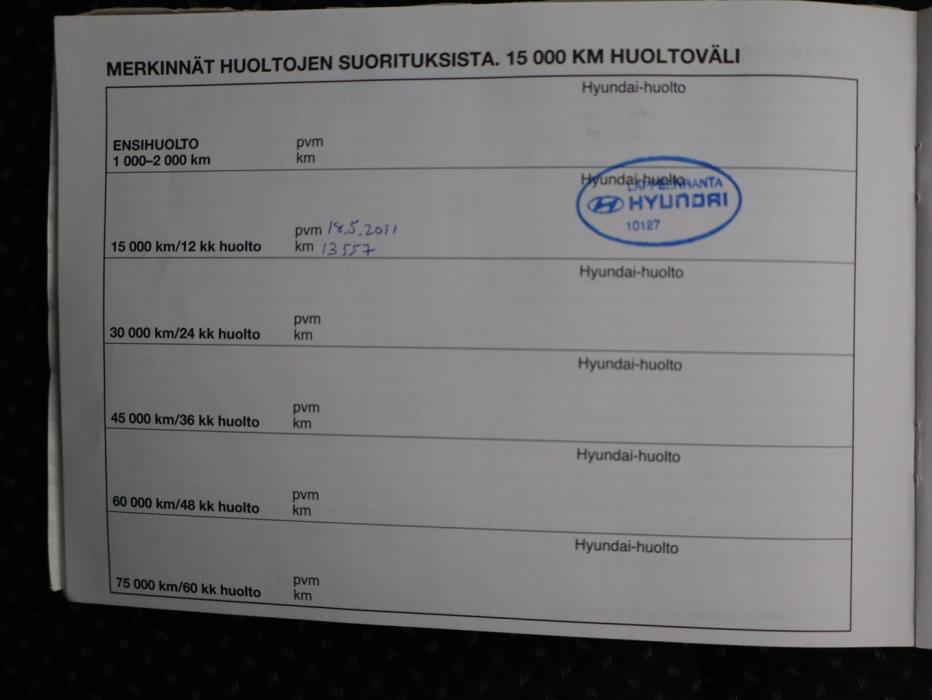 MERKINNÄT HUOLTOJEN SUORITUKSISTA. 15 000 KM HUOLTOVÄLI
Hyundai-huolto
ENSIHUOLTO
1 000–2 000 km
pvm
km
Hyundai-huolto
LAPPEENRANTA
HYUNDAI
10127
pvm 18.5.2011
15 000 km/12 kk huolto km 13557
Hyundai-huolto
pvm
30 000 km/24 kk huolto km
Hyundai-huolto
pvm
45 000 km/36 kk huolto km
Hyundai-huolto
pvm
60 000 km/48 kk huolto km
Hyundai-huolto
pvm
75 000 km/60 kk huolto km